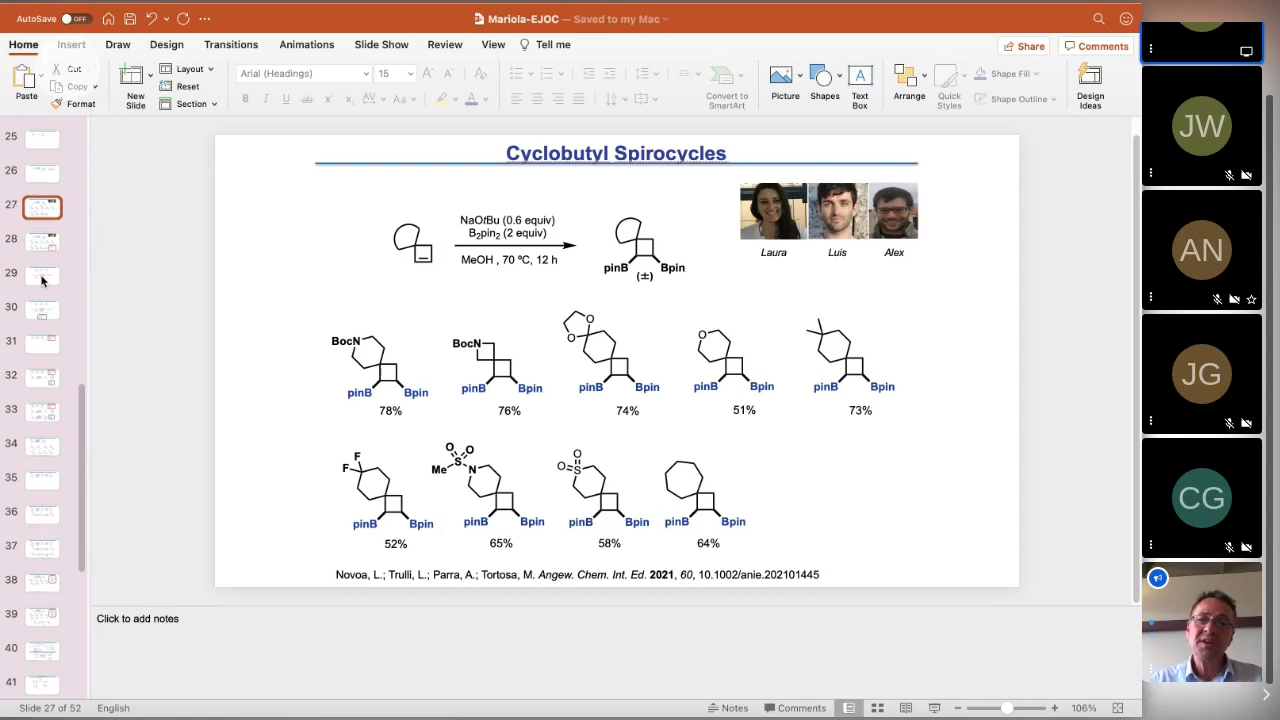 AutoSave OFF
Mariola-EJOC — Saved to my Mac
Home Insert Draw Design Transitions Animations Slide Show Review View Tell me
Share Comments
Paste
Cut
Copy
Format
New Slide
Layout
Reset
Section
Arial (Headings) 15
Convert to SmartArt
Picture
Shapes
Text Box
Arrange
Quick Styles
Shape Fill
Shape Outline
Design Ideas
25
26
27
28
29
30
31
32
33
34
35
36
37
38
39
40
41
Cyclobutyl Spirocycles
NaOtBu (0.6 equiv)
B2pin2 (2 equiv)
MeOH , 70 ºC, 12 h
pinB Bpin
(±)
Laura Luis Alex
BocN
pinB Bpin
78%
BocN
pinB Bpin
76%
O
O
pinB Bpin
74%
O
pinB Bpin
51%
pinB Bpin
73%
F
F
pinB Bpin
52%
O O
Me S N
pinB Bpin
65%
O
O=S
pinB Bpin
58%
pinB Bpin
64%
Novoa, L.; Trulli, L.; Parra, A.; Tortosa, M. Angew. Chem. Int. Ed. 2021, 60, 10.1002/anie.202101445
Click to add notes
Slide 27 of 52 English
Notes Comments
106%
JW
AN
JG
CG